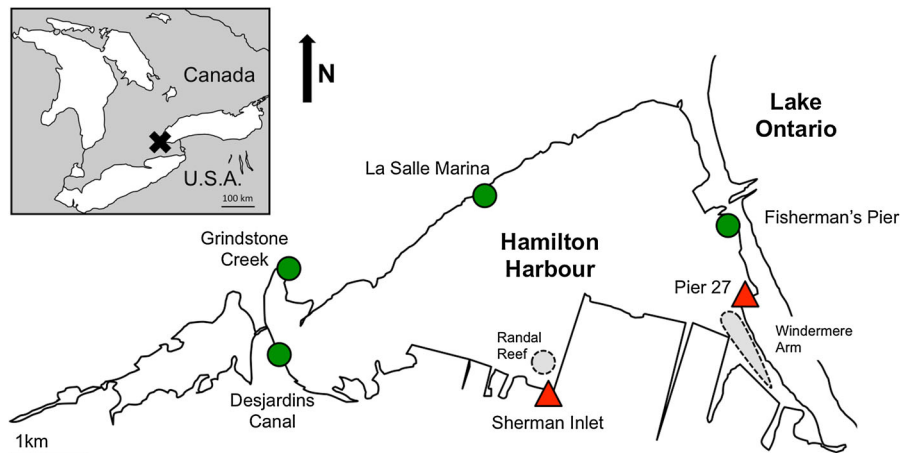 Canada
U.S.A.
100 km
N
Lake
Ontario
La Salle Marina
Fisherman's Pier
Grindstone
Creek
Hamilton
Harbour
Pier 27
Randal
Reef
Windermere
Arm
Desjardins
Canal
Sherman Inlet
1km